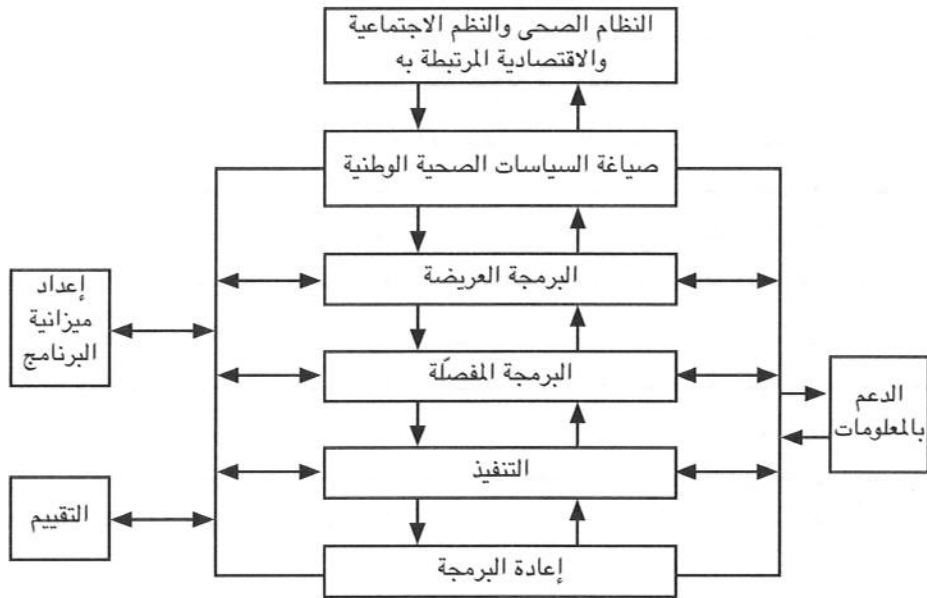 النظام الصحى والنظم الاجتماعية
والاقتصادية المرتبطة به
صياغة السياسات الصحية الوطنية
البرمجة العريضة
إعداد
ميزانية
البرنامج
البرمجة المفصّلة
الدعم
بالمعلومات
التنفيذ
التقييم
إعادة البرمجة